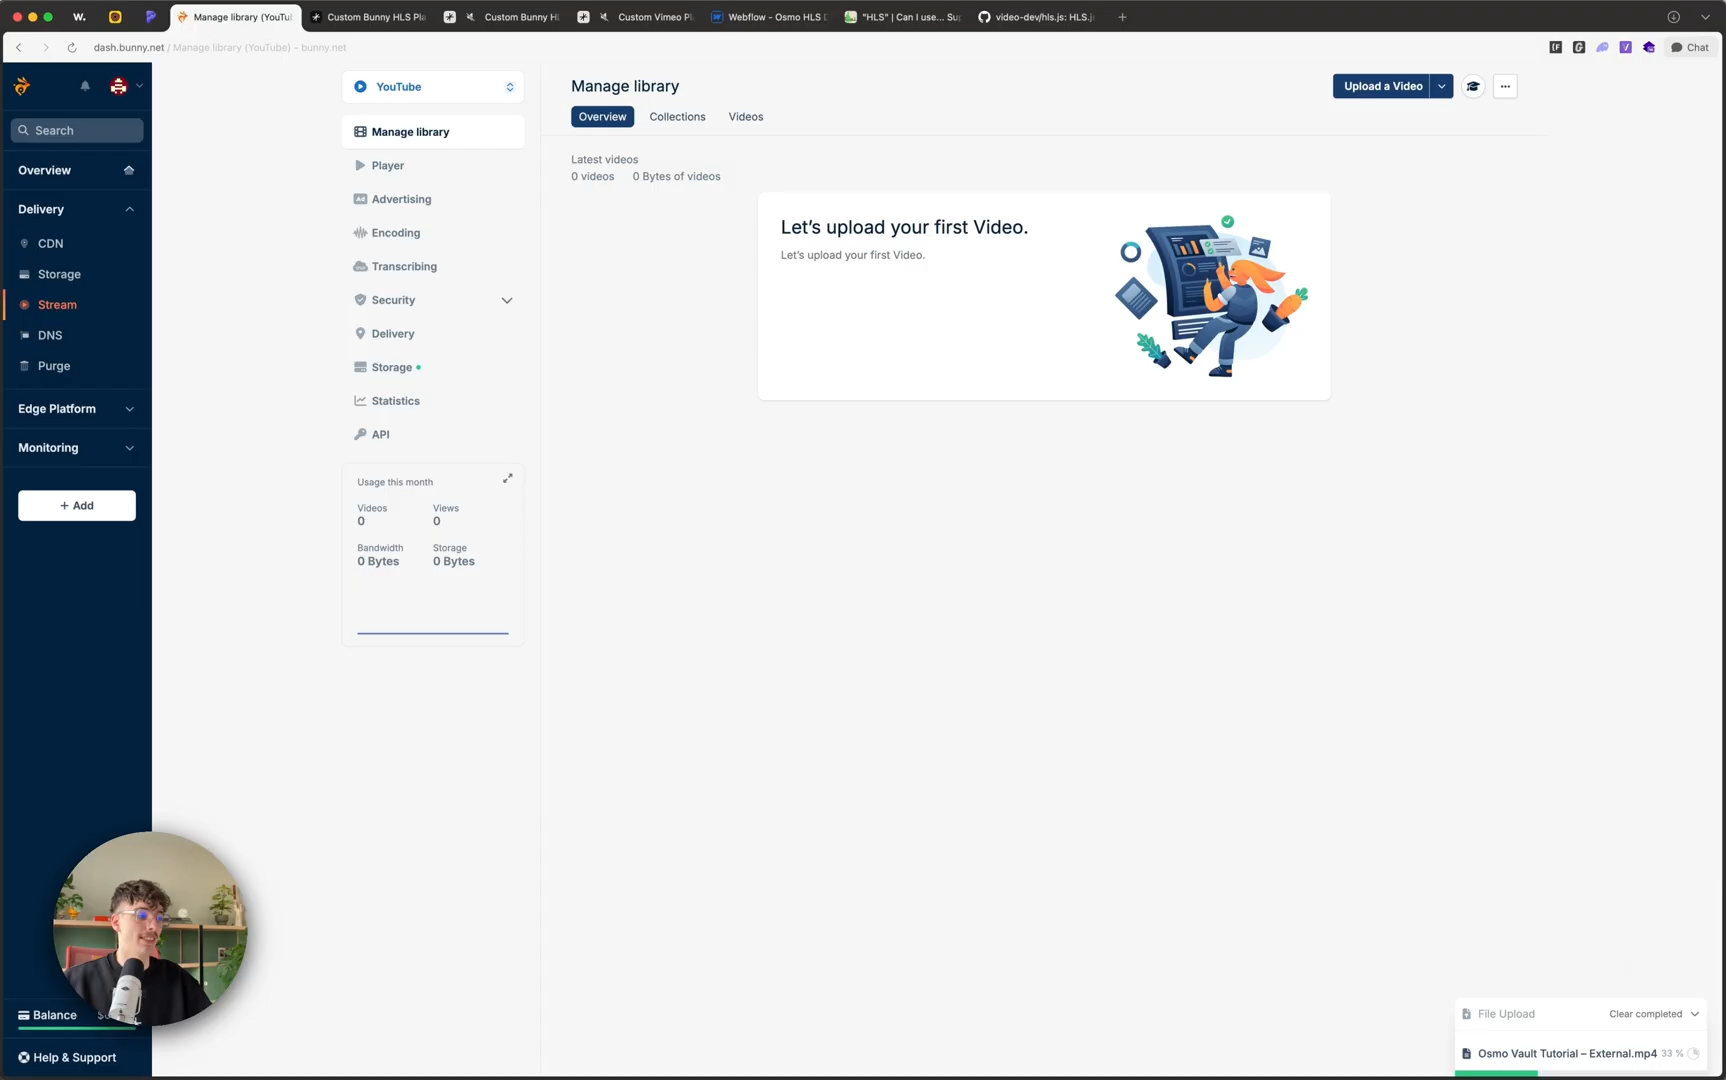 W.
Manage library (YouTu
Custom Bunny HLS Pla
Custom Bunny H
Custom Vimeo P
Webflow - Osmo HLS
"HLS" | Can I use... Su
video-dev/hls.js: HLS.j
dash.bunny.net / Manage library (YouTube) – bunny.net
Chat
Search
Overview
Delivery
CDN
Storage
Stream
DNS
Purge
Edge Platform
Monitoring
+ Add
Balance
Help & Support
YouTube
Manage library
Player
Advertising
Encoding
Transcribing
Security
Delivery
Storage
Statistics
API
Usage this month
Videos
Views
0
0
Bandwidth
Storage
0 Bytes
0 Bytes
Manage library
Upload a Video
Overview
Collections
Videos
Latest videos
0 videos
0 Bytes of videos
Let's upload your first Video.
Let's upload your first Video.
File Upload
Clear completed
Osmo Vault Tutorial – External.mp4
33 %